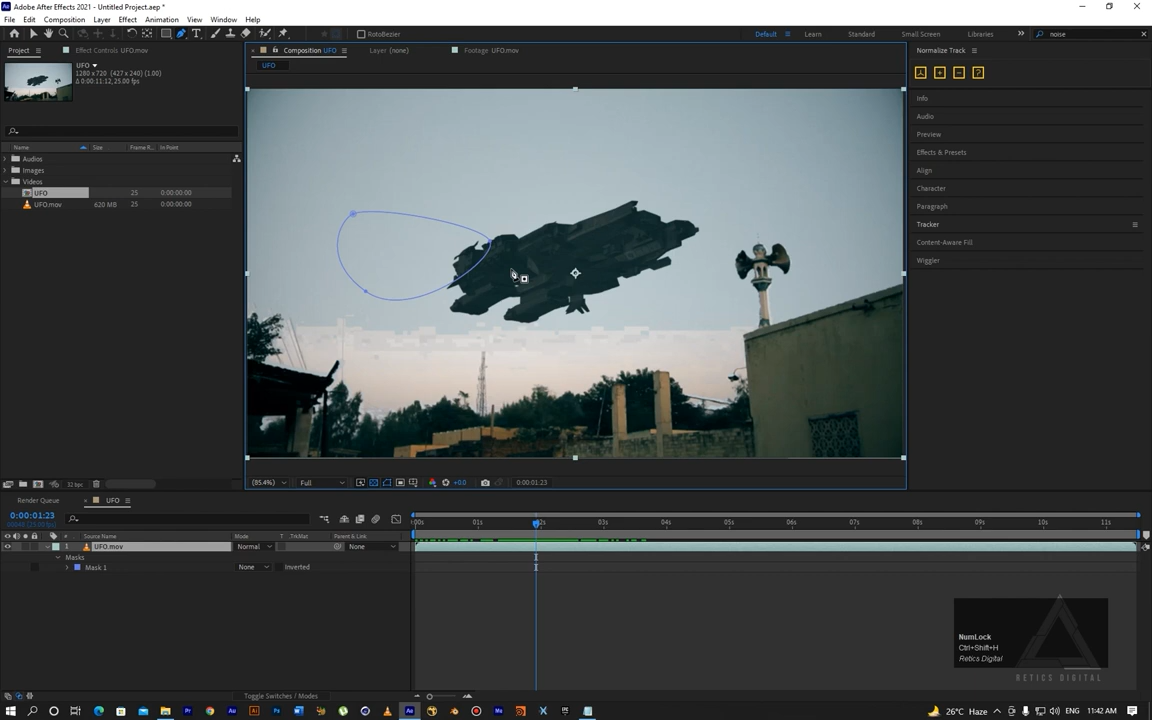 Adobe After Effects 2021 - Untitled Project.aep *
File Edit Composition Layer Effect Animation View Window Help
RotoBezier
Default Learn Standard Small Screen Libraries noise
Project Effect Controls UFO.mov
Composition UFO Layer (none) Footage UFO.mov
Normalize Track
UFO
UFO
1280 x 720 (427 x 240) (1.00)
Δ 0:00:11:12, 25.00 fps
Info
Audio
Preview
Effects & Presets
Align
Character
Paragraph
Tracker
Content-Aware Fill
Wiggler
Name Size Frame R... In Point
Audios
Images
Videos
UFO 25 0:00:00:00
UFO.mov 620 MB 25 0:00:00:00
32 bpc
(85.4%) Full +0.0 0:00:01:23
Render Queue UFO
0:00:01:23
:00s 01s 02s 03s 04s 05s 06s 07s 08s 09s 10s 11s
# Source Name Mode T .TrkMat Parent & Link
1 UFO.mov Normal None
Masks
Mask 1 None Inverted
NumLock
Ctrl+Shift+H
Retics Digital
RETICS DIGITAL
Toggle Switches / Modes
26°C Haze ENG 11:42 AM